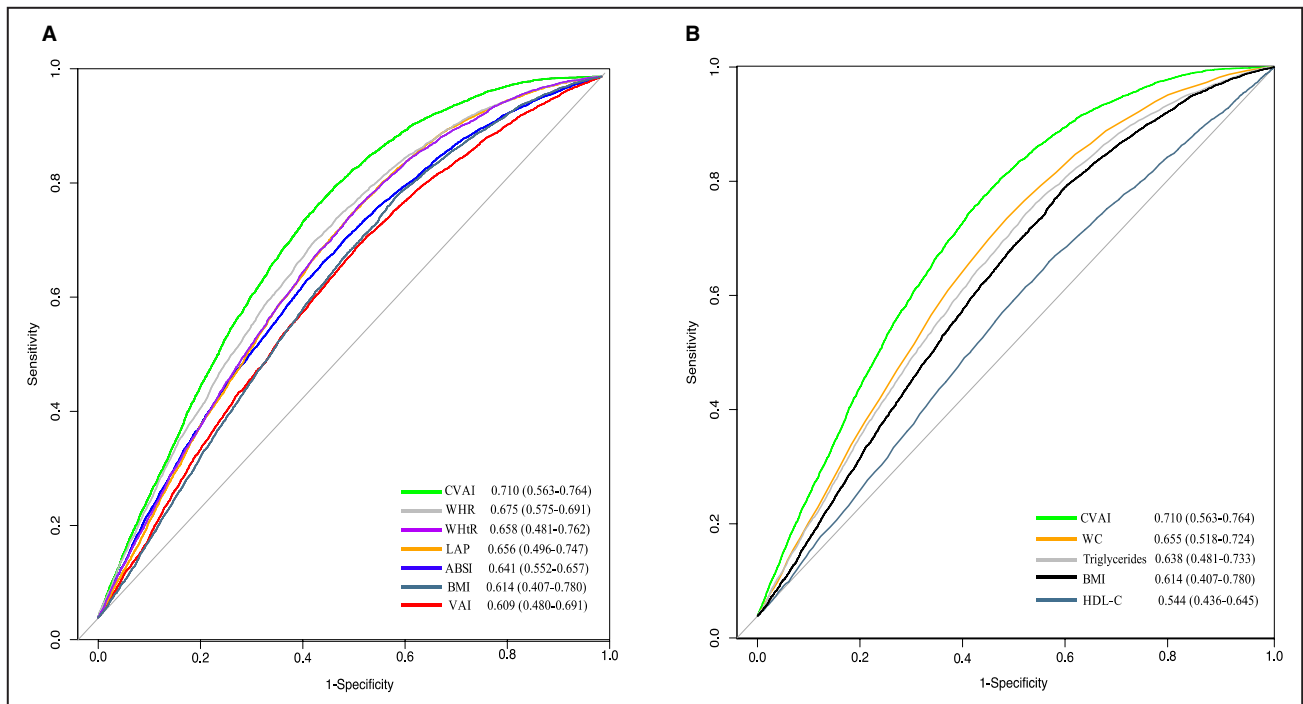 A
Sensitivity
1.0
0.8
0.6
0.4
0.2
0.0
CVAI 0.710 (0.563-0.764)
WHR 0.675 (0.575-0.691)
WHtR 0.658 (0.481-0.762)
LAP 0.656 (0.496-0.747)
ABSI 0.641 (0.552-0.657)
BMI 0.614 (0.407-0.780)
VAI 0.609 (0.480-0.691)
0.0 0.2 0.4 0.6 0.8 1.0
1-Specificity
B
Sensitivity
1.0
0.8
0.6
0.4
0.2
0.0
CVAI 0.710 (0.563-0.764)
WC 0.655 (0.518-0.724)
Triglycerides 0.638 (0.481-0.733)
BMI 0.614 (0.407-0.780)
HDL-C 0.544 (0.436-0.645)
0.0 0.2 0.4 0.6 0.8 1.0
1-Specificity